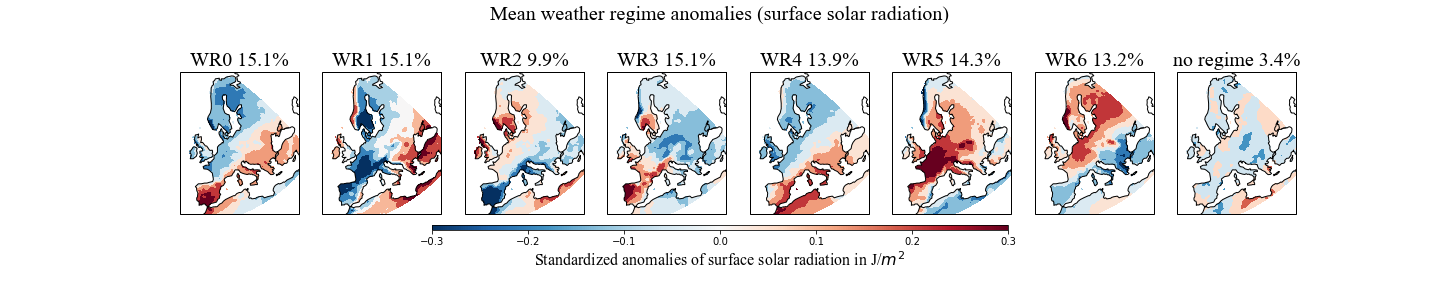 Mean weather regime anomalies (surface solar radiation)
WR0 15.1% WR1 15.1% WR2 9.9% WR3 15.1% WR4 13.9% WR5 14.3% WR6 13.2% no regime 3.4%
−0.3 −0.2 −0.1 0.0 0.1 0.2 0.3
Standardized anomalies of surface solar radiation in J/m²